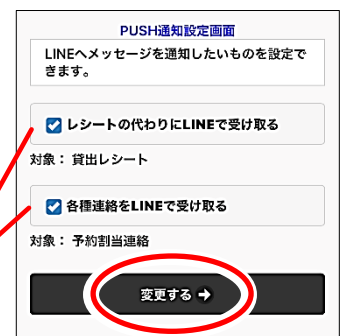 PUSH通知設定画面
LINEへメッセージを通知したいものを設定で
きます。
レシートの代わりにLINEで受け取る
対象： 貸出レシート
各種連絡をLINEで受け取る
対象： 予約割当連絡
変更する ➔